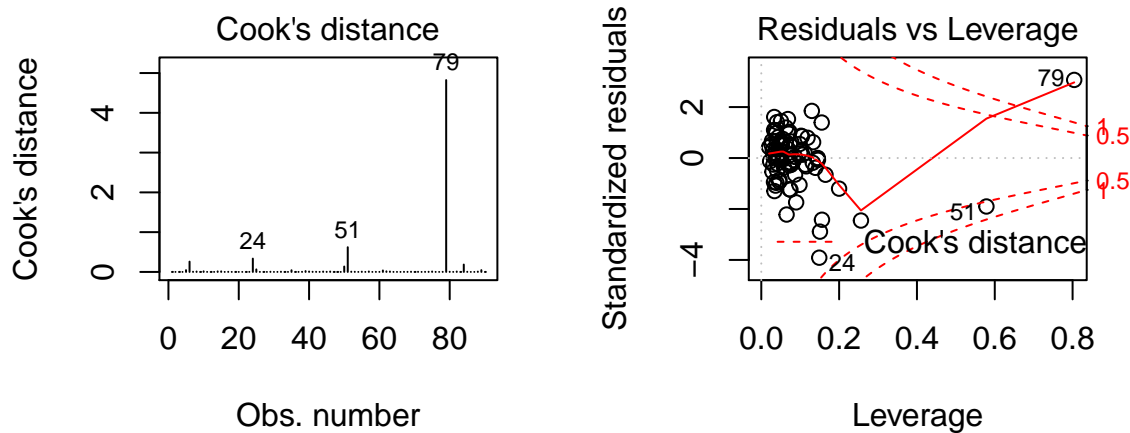 Cook's distance
Cook's distance
0 2 4
24
51
79
0 20 40 60 80
Obs. number
Residuals vs Leverage
Standardized residuals
−4 0 2
79
51
24
1
0.5
0.5
1
Cook's distance
0.0 0.2 0.4 0.6 0.8
Leverage